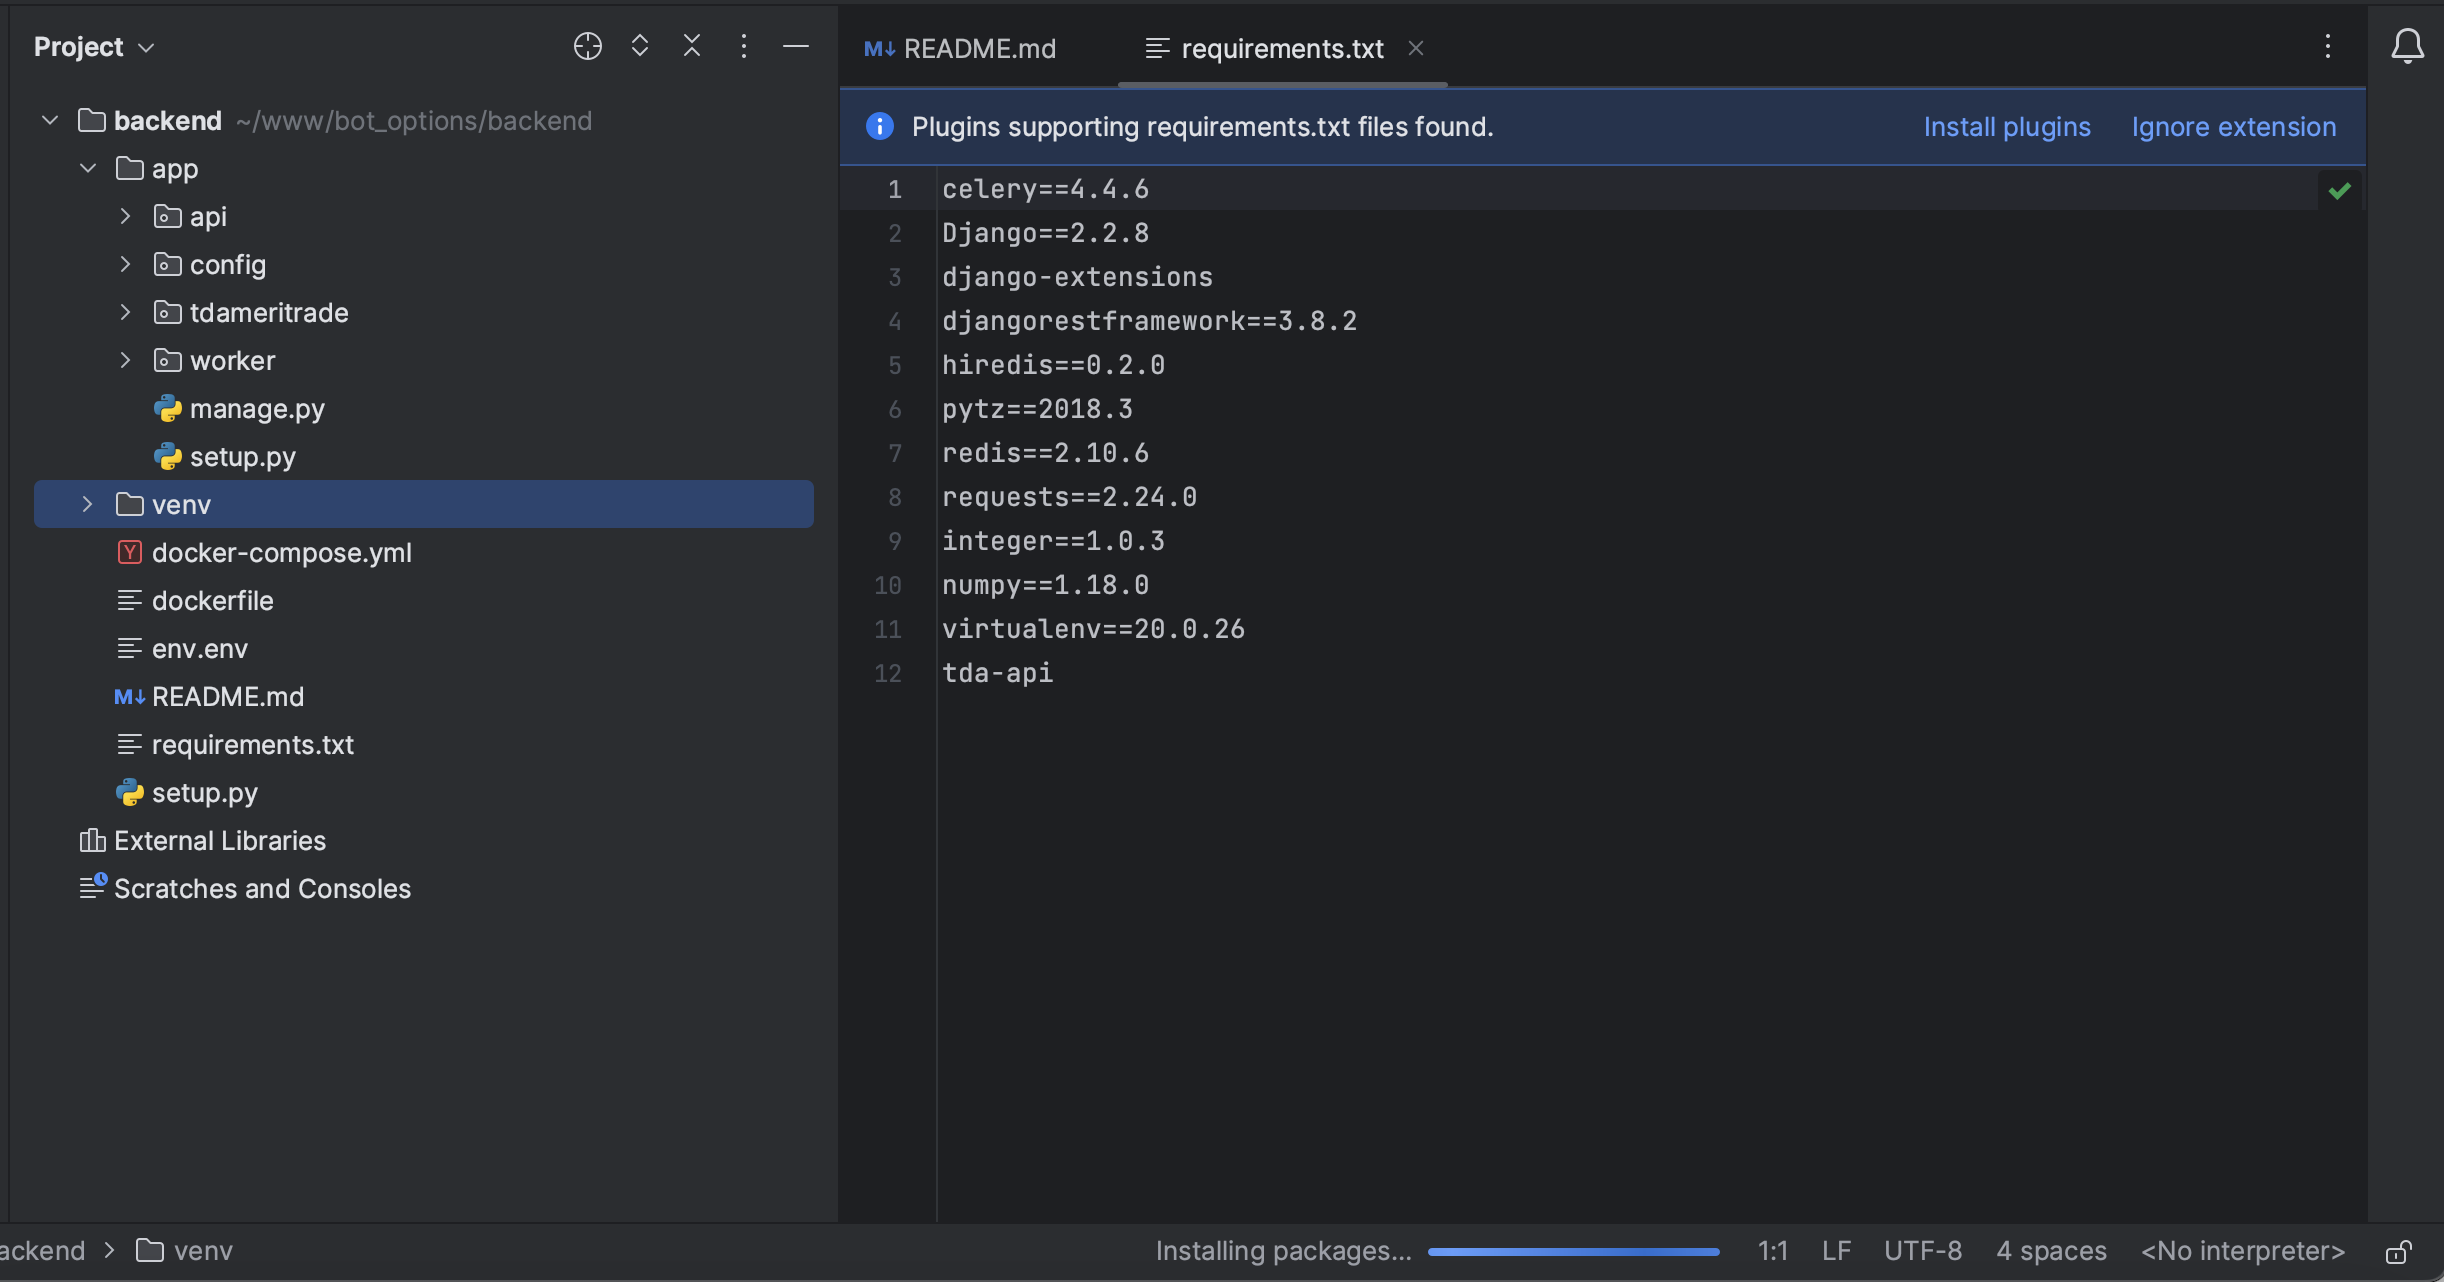 Project
backend ~/www/bot_options/backend
app
api
config
tdameritrade
worker
manage.py
setup.py
venv
docker-compose.yml
dockerfile
env.env
README.md
requirements.txt
setup.py
External Libraries
Scratches and Consoles
README.md requirements.txt
Plugins supporting requirements.txt files found. Install plugins Ignore extension
1 celery==4.4.6
2 Django==2.2.8
3 django-extensions
4 djangorestframework==3.8.2
5 hiredis==0.2.0
6 pytz==2018.3
7 redis==2.10.6
8 requests==2.24.0
9 integer==1.0.3
10 numpy==1.18.0
11 virtualenv==20.0.26
12 tda-api
ackend > venv Installing packages... 1:1 LF UTF-8 4 spaces <No interpreter>